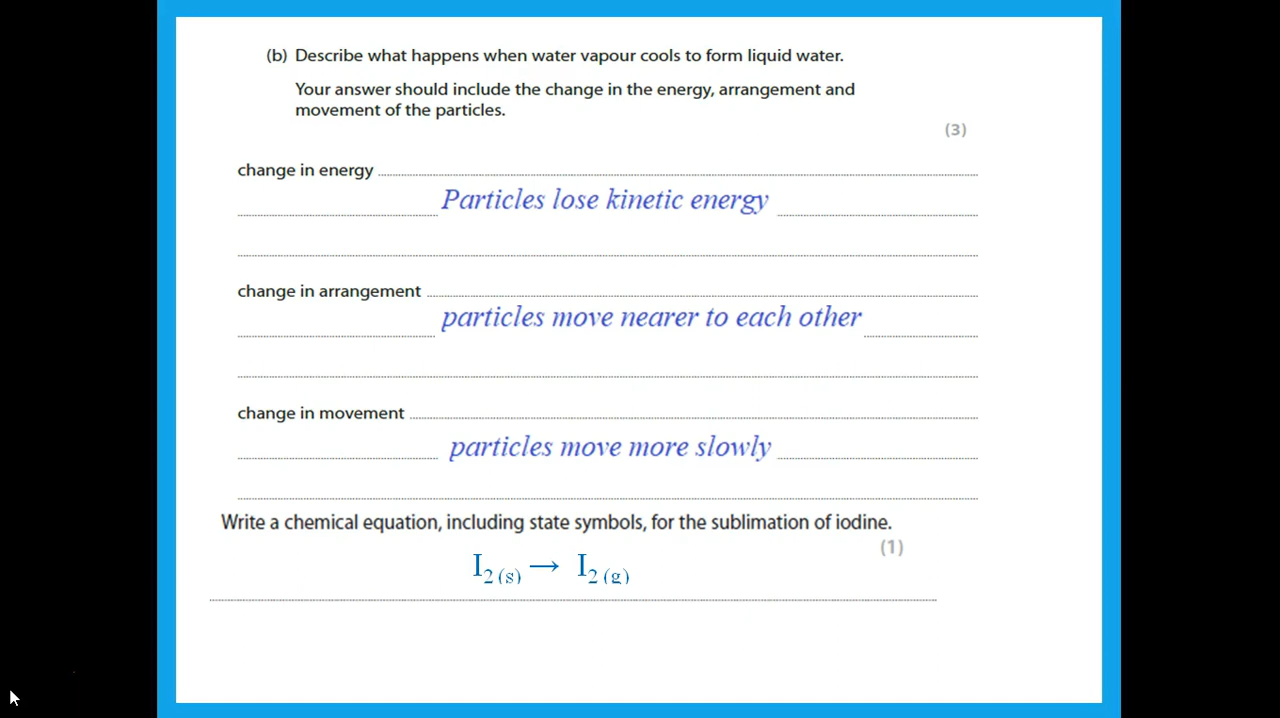 (b) Describe what happens when water vapour cools to form liquid water.
Your answer should include the change in the energy, arrangement and
movement of the particles.
(3)
change in energy
Particles lose kinetic energy
change in arrangement
particles move nearer to each other
change in movement
particles move more slowly
Write a chemical equation, including state symbols, for the sublimation of iodine.
(1)
I₂ (s) → I₂ (g)